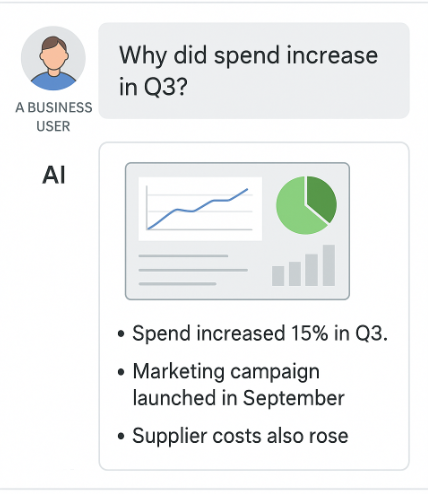 Why did spend increase
in Q3?
A BUSINESS
USER
AI
• Spend increased 15% in Q3.
• Marketing campaign
launched in September
• Supplier costs also rose